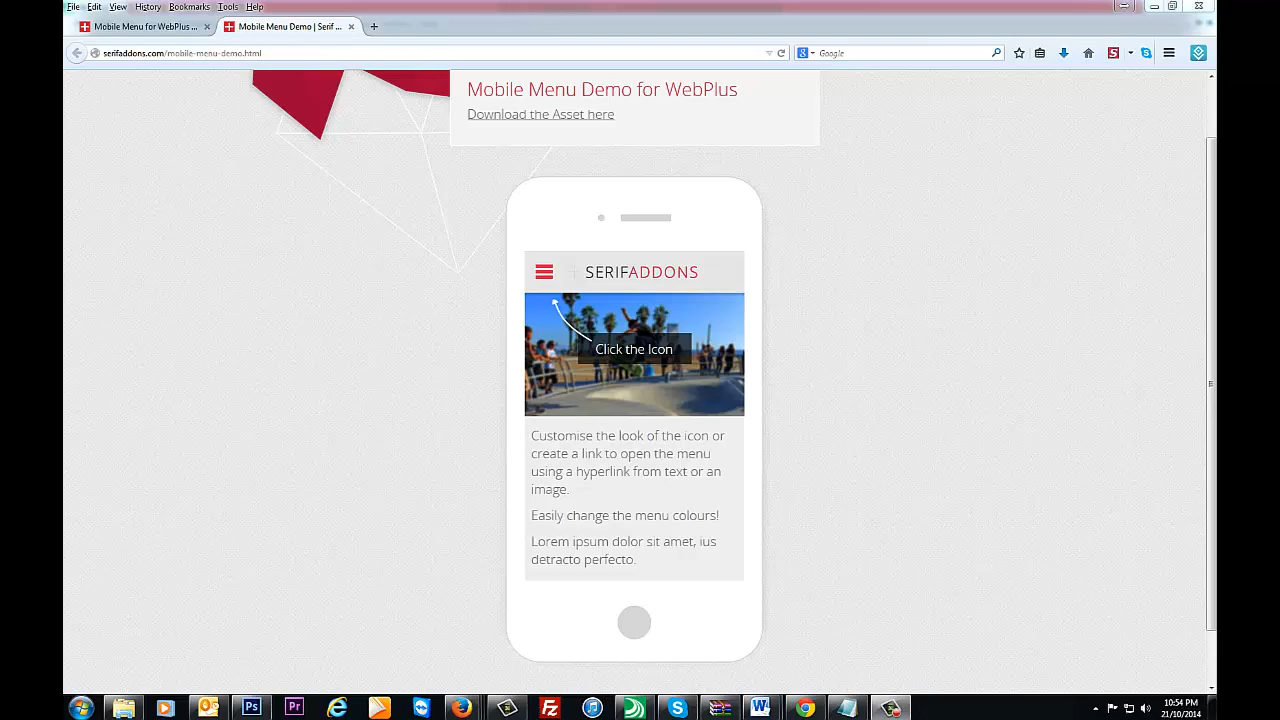 File Edit View History Bookmarks Tools Help
Mobile Menu for WebPlus ... × Mobile Menu Demo | Serif ... × +
serifaddons.com/mobile-menu-demo.html
Google
Mobile Menu Demo for WebPlus
Download the Asset here
SERIFADDONS
Click the Icon
Customise the look of the icon or
create a link to open the menu
using a hyperlink from text or an
image.
Easily change the menu colours!
Lorem ipsum dolor sit amet, ius
detracto perfecto.
Ps Pr Fz W
10:54 PM
21/10/2014